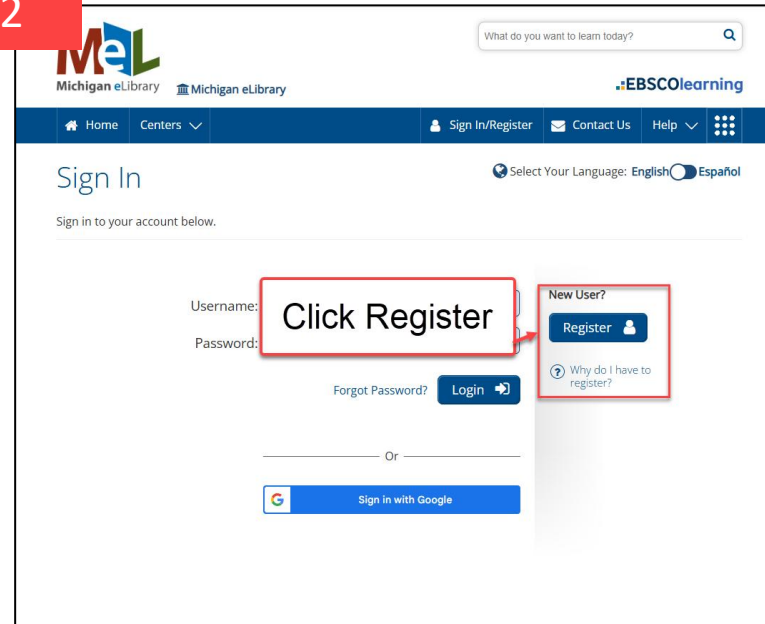 2
What do you want to learn today?
MeL
Michigan eLibrary
Michigan eLibrary
EBSCOlearning
Home Centers Sign In/Register Contact Us Help
Sign In
Select Your Language: English Español
Sign in to your account below.
Username:
Password:
Click Register
New User?
Register
? Why do I have to
register?
Forgot Password? Login
Or
G Sign in with Google